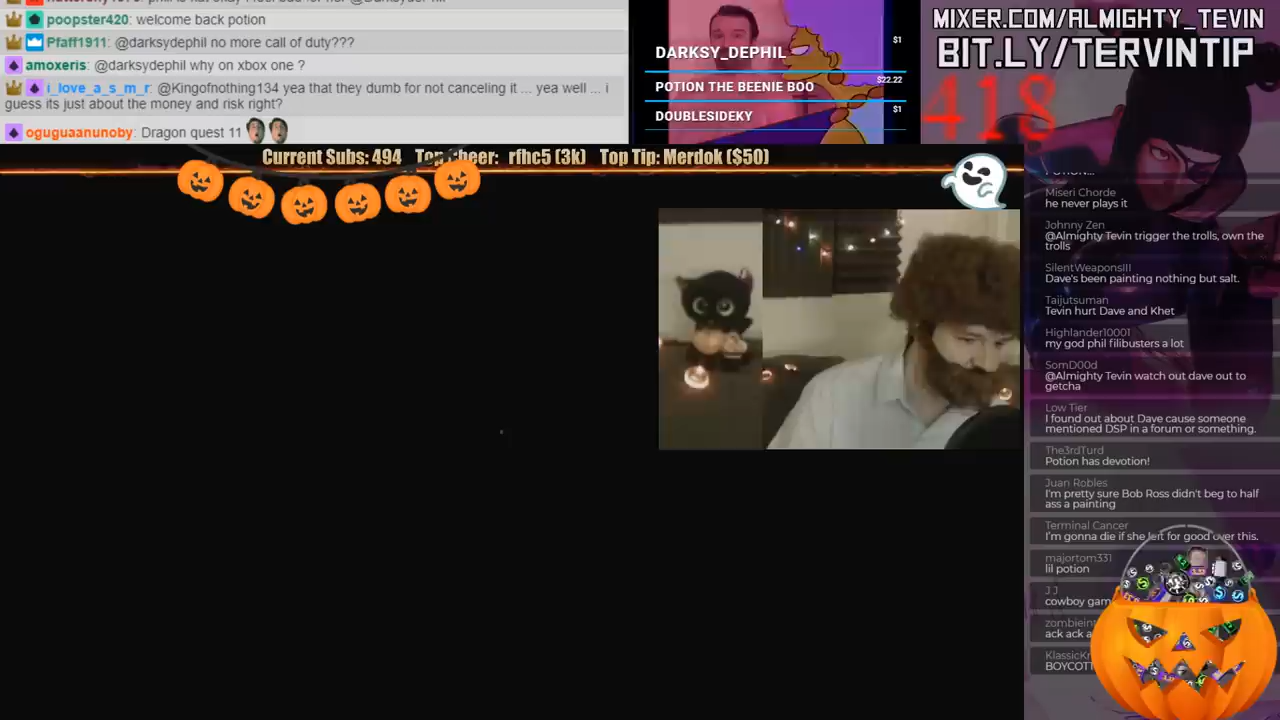 poopster420: welcome back potion
Pfaff1911: @darksydephil no more call of duty???
amoxeris: @darksydephil why on xbox one ?
i_love_a_s_m_r: @Kingofnothing134 yea that they dumb for not canceling it ... yea well ... i
guess its just about the money and risk right?
oguguaanunoby: Dragon quest 11
DARKSY_DEPHIL
$1
POTION THE BEENIE BOO
$22.22
DOUBLESIDEKY
$1
MIXER.COM/ALMIGHTY_TEVIN
BIT.LY/TERVINTIP
418
Current Subs: 494 Top Cheer: rfhc5 (3k) Top Tip: Merdok ($50)
Miseri Chorde
he never plays it
Johnny Zen
@Almighty Tevin trigger the trolls, own the
trolls
SilentWeaponsIII
Dave's been painting nothing but salt.
Taijutsuman
Tevin hurt Dave and Khet
Highlander10001
my god phil filibusters a lot
SomD00d
@Almighty Tevin watch out dave out to
getcha
Low Tier
I found out about Dave cause someone
mentioned DSP in a forum or something.
The3rdTurd
Potion has devotion!
Juan Robles
I'm pretty sure Bob Ross didn't beg to half
ass a painting
Terminal Cancer
I'm gonna die if she left for good over this.
majortom331
lil potion
J J
cowboy gam
zombieint
ack ack a
KlassicKr
BOYCOTT